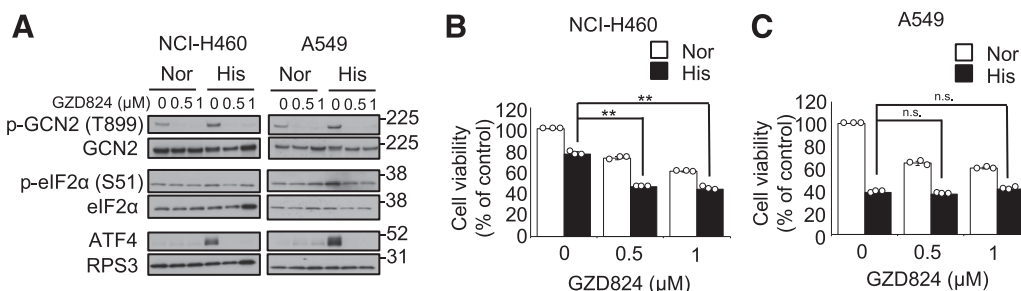 A
NCI-H460 A549
Nor His Nor His
GZD824 (μM) 0 0.5 1 0 0.5 1 0 0.5 1 0 0.5 1
p-GCN2 (T899) 225
GCN2 225
p-eIF2α (S51) 38
eIF2α 38
ATF4 52
RPS3 31
B
NCI-H460
Nor
His
**
**
Cell viability
(% of control)
120
100
80
60
40
20
0
0 0.5 1
GZD824 (μM)
C
A549
Nor
His
n.s.
n.s.
Cell viability
(% of control)
120
100
80
60
40
20
0
0 0.5 1
GZD824 (μM)